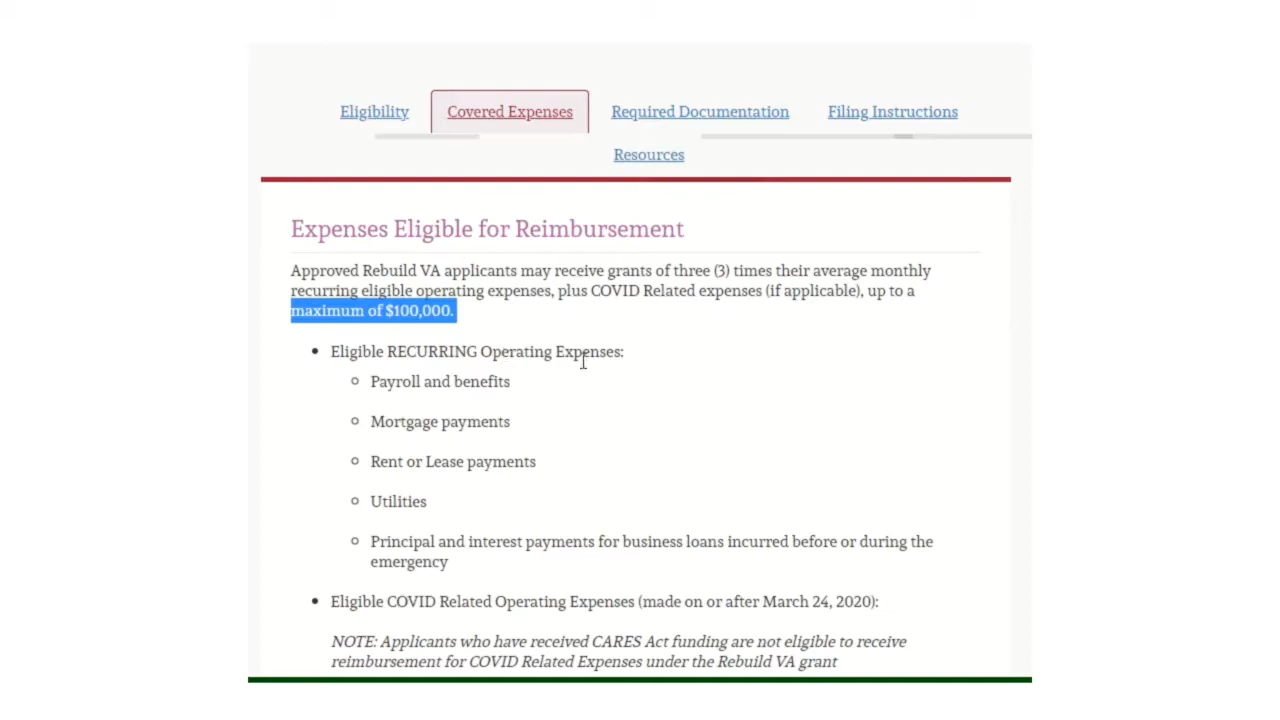 Eligibility Covered Expenses Required Documentation Filing Instructions
Resources
Expenses Eligible for Reimbursement
Approved Rebuild VA applicants may receive grants of three (3) times their average monthly
recurring eligible operating expenses, plus COVID Related expenses (if applicable), up to a
maximum of $100,000.
• Eligible RECURRING Operating Expenses:
○ Payroll and benefits
○ Mortgage payments
○ Rent or Lease payments
○ Utilities
○ Principal and interest payments for business loans incurred before or during the
emergency
• Eligible COVID Related Operating Expenses (made on or after March 24, 2020):
NOTE: Applicants who have received CARES Act funding are not eligible to receive
reimbursement for COVID Related Expenses under the Rebuild VA grant